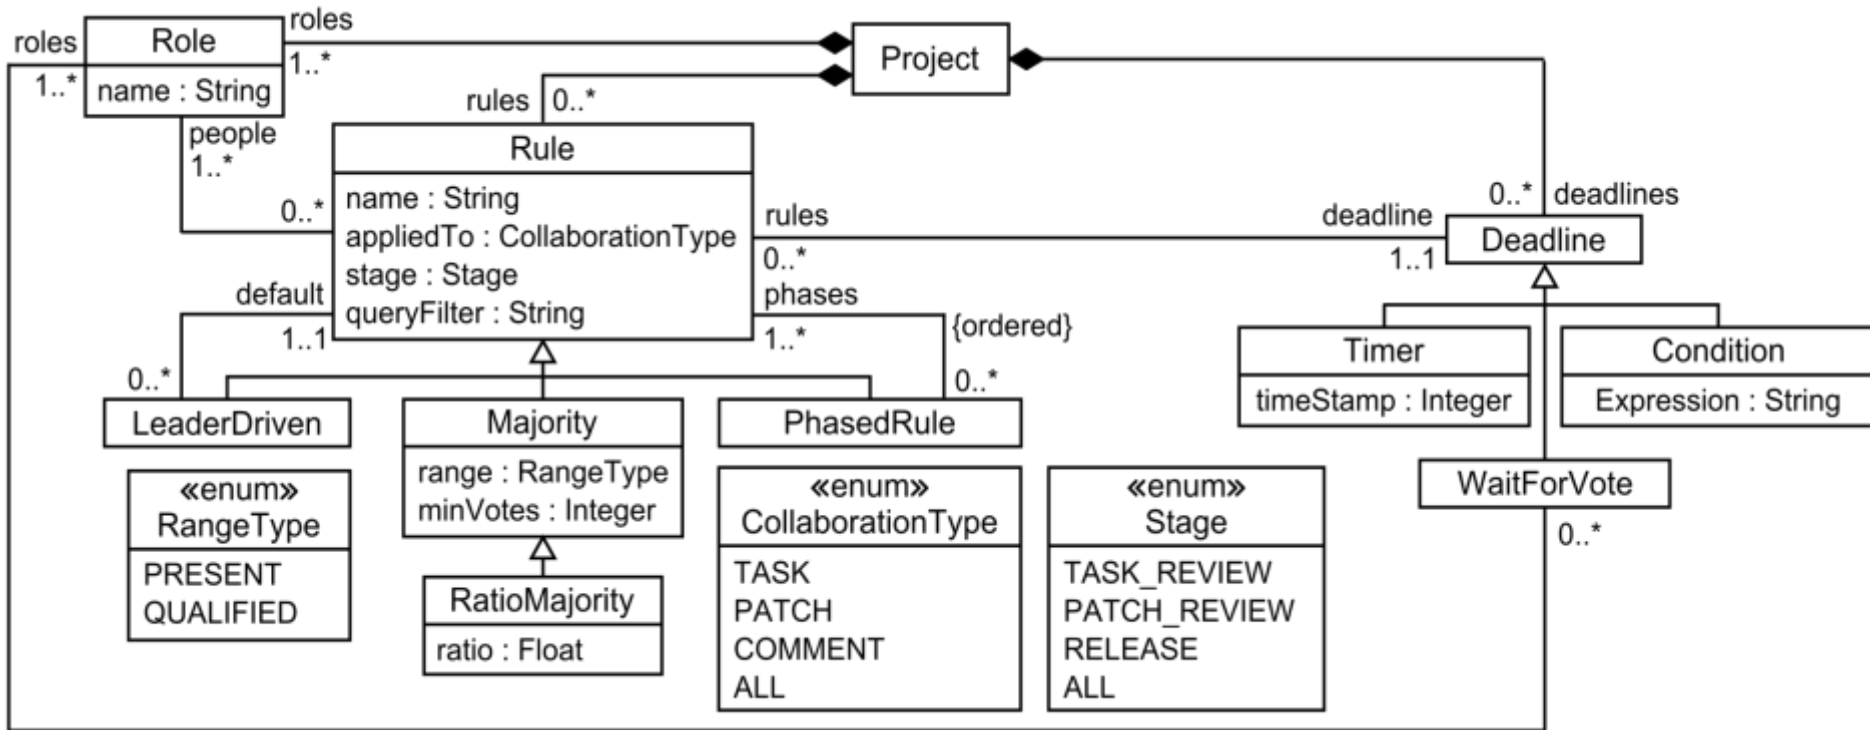 roles
1..*
Role
name : String
roles
1..*
Project
people
1..*
rules 0..*
Rule
name : String
appliedTo : CollaborationType
stage : Stage
queryFilter : String
0..*
default
1..1
0..*
rules
0..*
deadline
1..1
phases
1..*
{ordered}
0..*
0..* deadlines
Deadline
Timer
timeStamp : Integer
Condition
Expression : String
WaitForVote
0..*
LeaderDriven
Majority
range : RangeType
minVotes : Integer
PhasedRule
RatioMajority
ratio : Float
«enum»
RangeType
PRESENT
QUALIFIED
«enum»
CollaborationType
TASK
PATCH
COMMENT
ALL
«enum»
Stage
TASK_REVIEW
PATCH_REVIEW
RELEASE
ALL